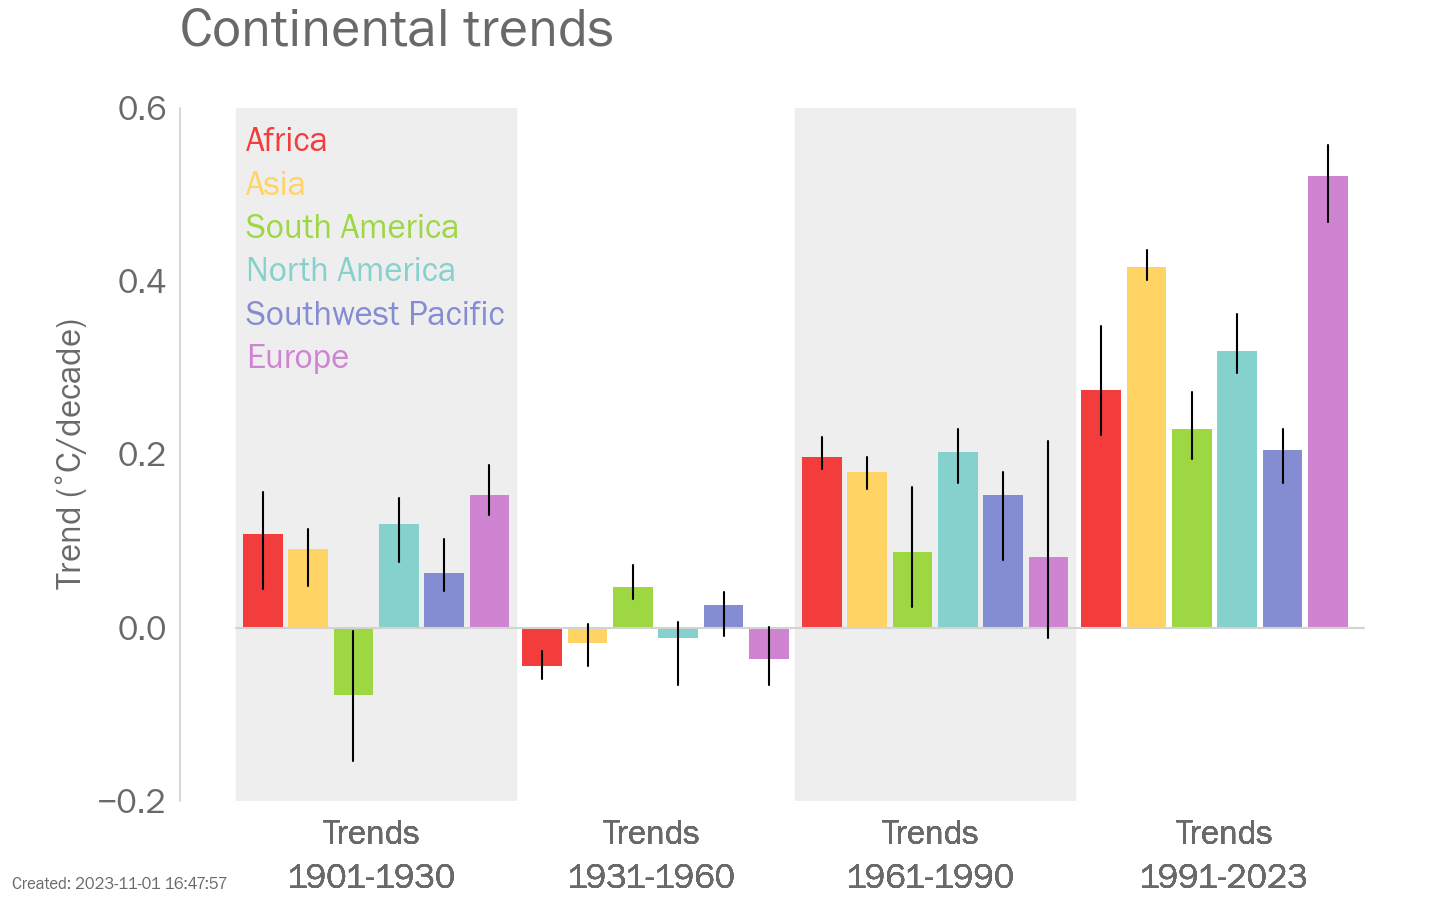 Continental trends
0.6
0.4
0.2
0.0
−0.2
Trend (°C/decade)
Africa
Asia
South America
North America
Southwest Pacific
Europe
Trends
1901-1930
Trends
1931-1960
Trends
1961-1990
Trends
1991-2023
Created: 2023-11-01 16:47:57